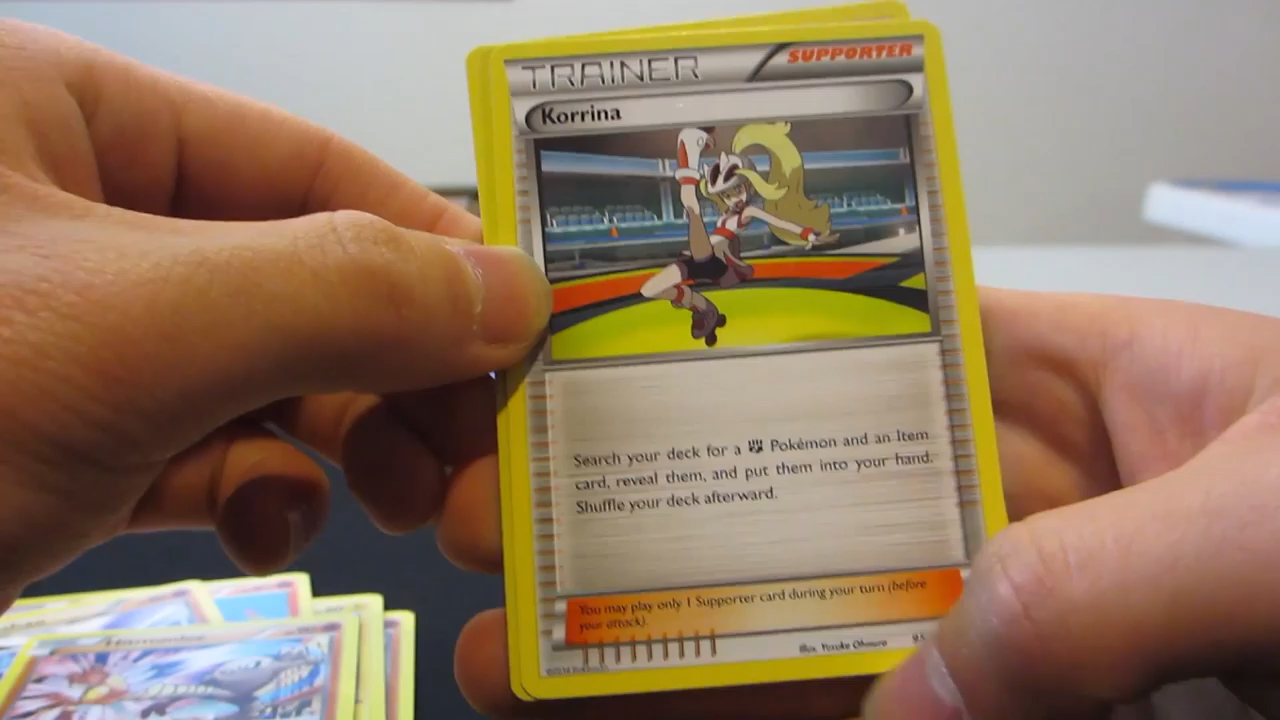 TRAINER
SUPPORTER
Korrina
Search your deck for a Pokémon and an Item
card, reveal them, and put them into your hand.
Shuffle your deck afterward.
You may play only 1 Supporter card during your turn (before
your attack).
Illus. Yusuke Ohmura
95